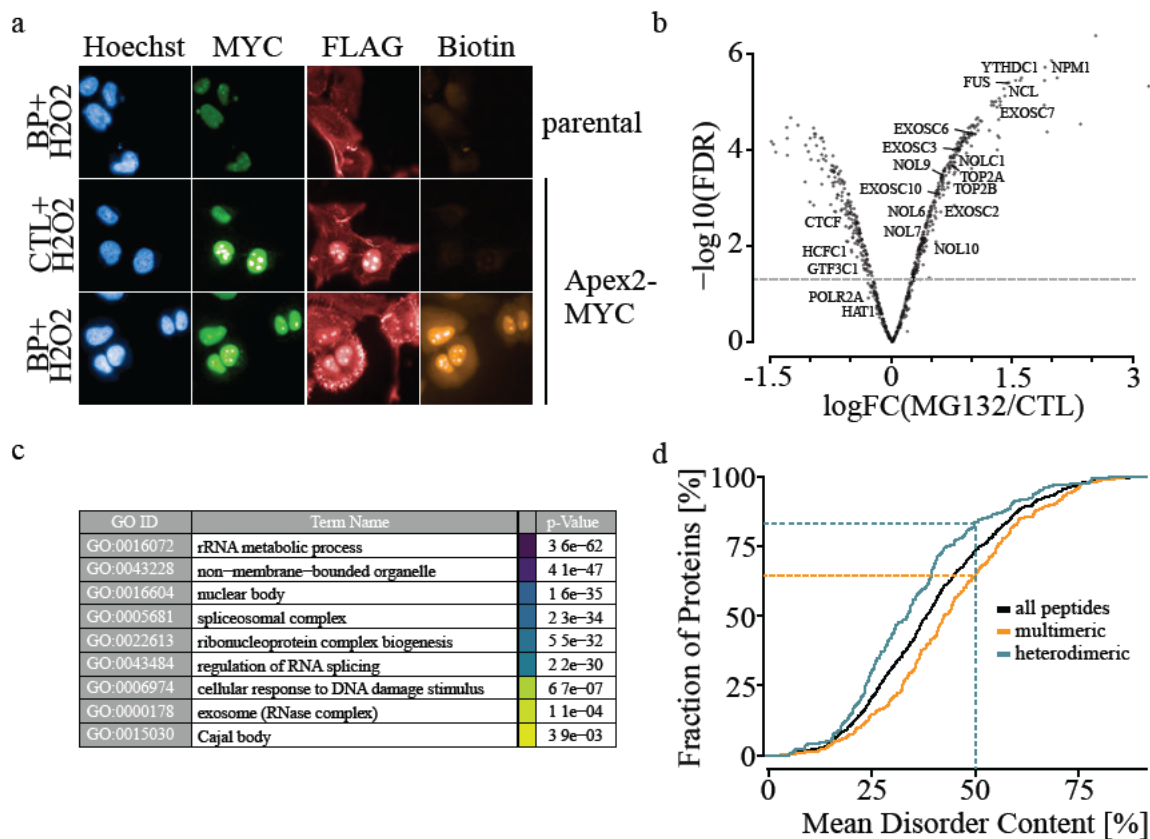 a
Hoechst MYC FLAG Biotin
BP+
H2O2
parental
CTL+
H2O2
BP+
H2O2
Apex2-
MYC
b
−log10(FDR)
6
4
2
0
-1.5 0 1.5 3
logFC(MG132/CTL)
YTHDC1 NPM1
FUS NCL
EXOSC7
EXOSC6
EXOSC3
NOLC1
NOL9 TOP2A
EXOSC10 TOP2B
NOL6 EXOSC2
CTCF
NOL7
HCFC1 NOL10
GTF3C1
POLR2A
HAT1
c
GO ID Term Name p-Value
GO:0016072 rRNA metabolic process 3 6e−62
GO:0043228 non−membrane−bounded organelle 4 1e−47
GO:0016604 nuclear body 1 6e−35
GO:0005681 spliceosomal complex 2 3e−34
GO:0022613 ribonucleoprotein complex biogenesis 5 5e−32
GO:0043484 regulation of RNA splicing 2 2e−30
GO:0006974 cellular response to DNA damage stimulus 6 7e−07
GO:0000178 exosome (RNase complex) 1 1e−04
GO:0015030 Cajal body 3 9e−03
d
Fraction of Proteins [%]
100
75
50
25
0
all peptides
multimeric
heterodimeric
0 25 50 75
Mean Disorder Content [%]